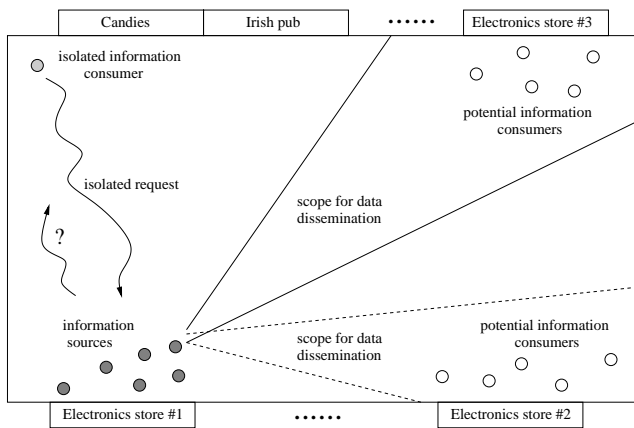 Candies
Irish pub
......
Electronics store #3
isolated information
consumer
potential information
consumers
isolated request
scope for data
dissemination
?
information
sources
scope for data
dissemination
potential information
consumers
Electronics store #1
......
Electronics store #2